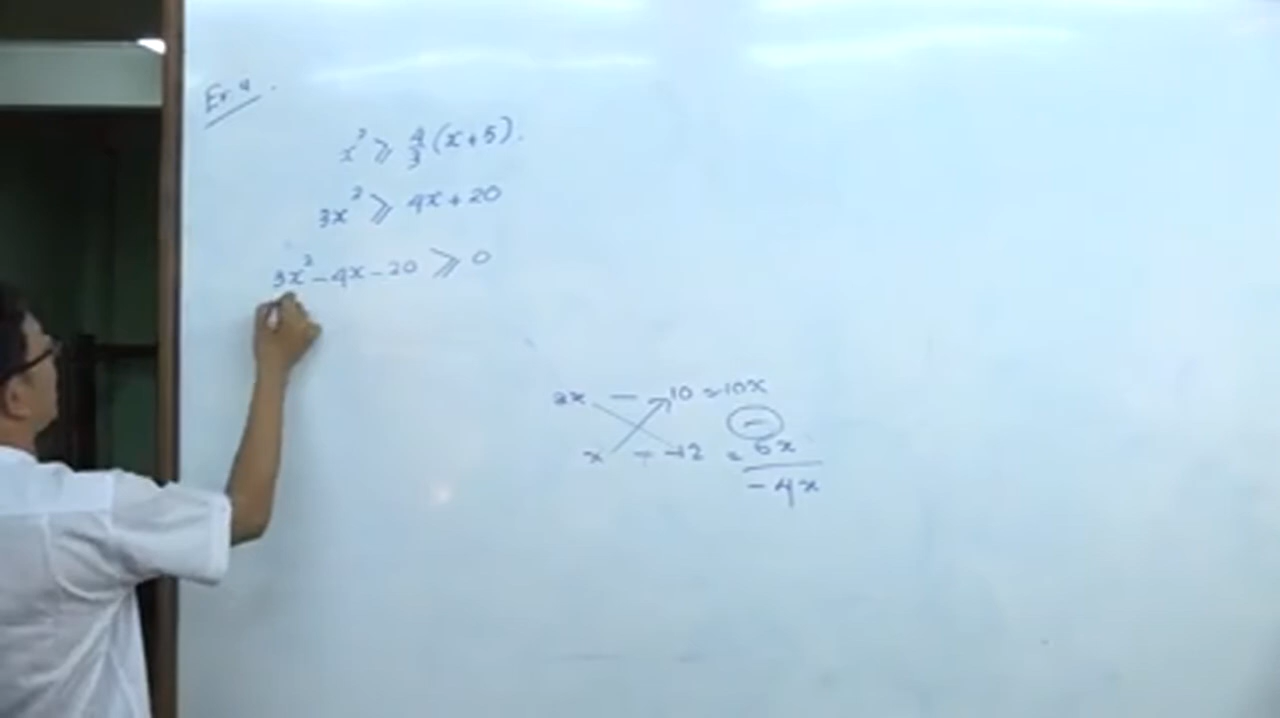 Ex. 4.
x² ⩾ 4/3 (x+5).
3x² ⩾ 4x+20
3x² - 4x - 20 ⩾ 0
3x - 10 = 10x
x + 2 = 6x
-
-4x